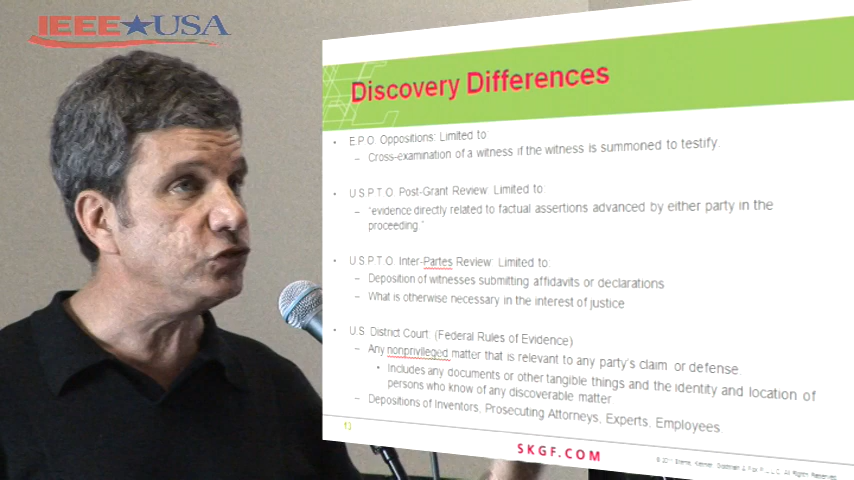 IEEE★USA
Discovery Differences
• E.P.O. Oppositions: Limited to
– Cross-examination of a witness if the witness is summoned to testify.
• U.S.P.T.O. Post-Grant Review: Limited to:
– "evidence directly related to factual assertions advanced by either party in the
proceeding."
• U.S.P.T.O. Inter-Partes Review: Limited to:
– Deposition of witnesses submitting affidavits or declarations
– What is otherwise necessary in the interest of justice
• U.S. District Court: (Federal Rules of Evidence)
– Any nonprivileged matter that is relevant to any party's claim or defense
• Includes any documents or other tangible things and the identity and location of
persons who know of any discoverable matter
– Depositions of Inventors, Prosecuting Attorneys, Experts, Employees.
13
SKGF.COM
All Rights Reserved